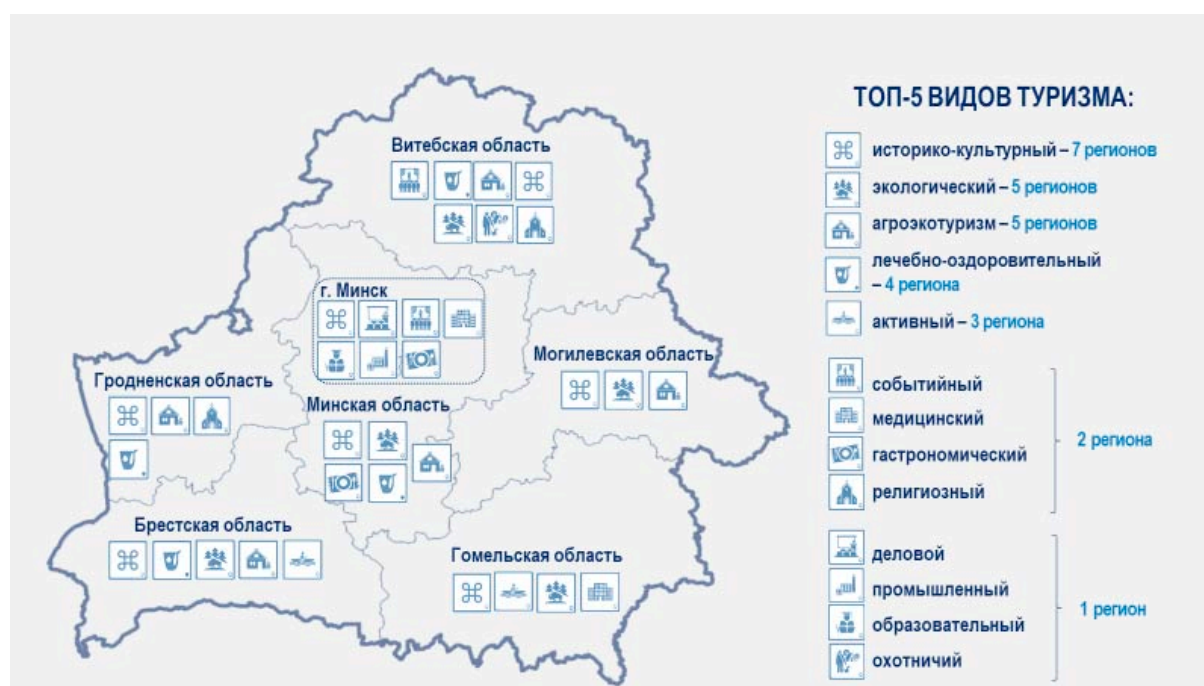 ТОП-5 ВИДОВ ТУРИЗМА:
Витебская область
г. Минск
Могилевская область
Гродненская область
Минская область
Брестская область
Гомельская область
историко-культурный – 7 регионов
экологический – 5 регионов
агроэкотуризм – 5 регионов
лечебно-оздоровительный
– 4 региона
активный – 3 региона
событийный
медицинский
гастрономический
религиозный
2 региона
деловой
промышленный
образовательный
охотничий
1 регион